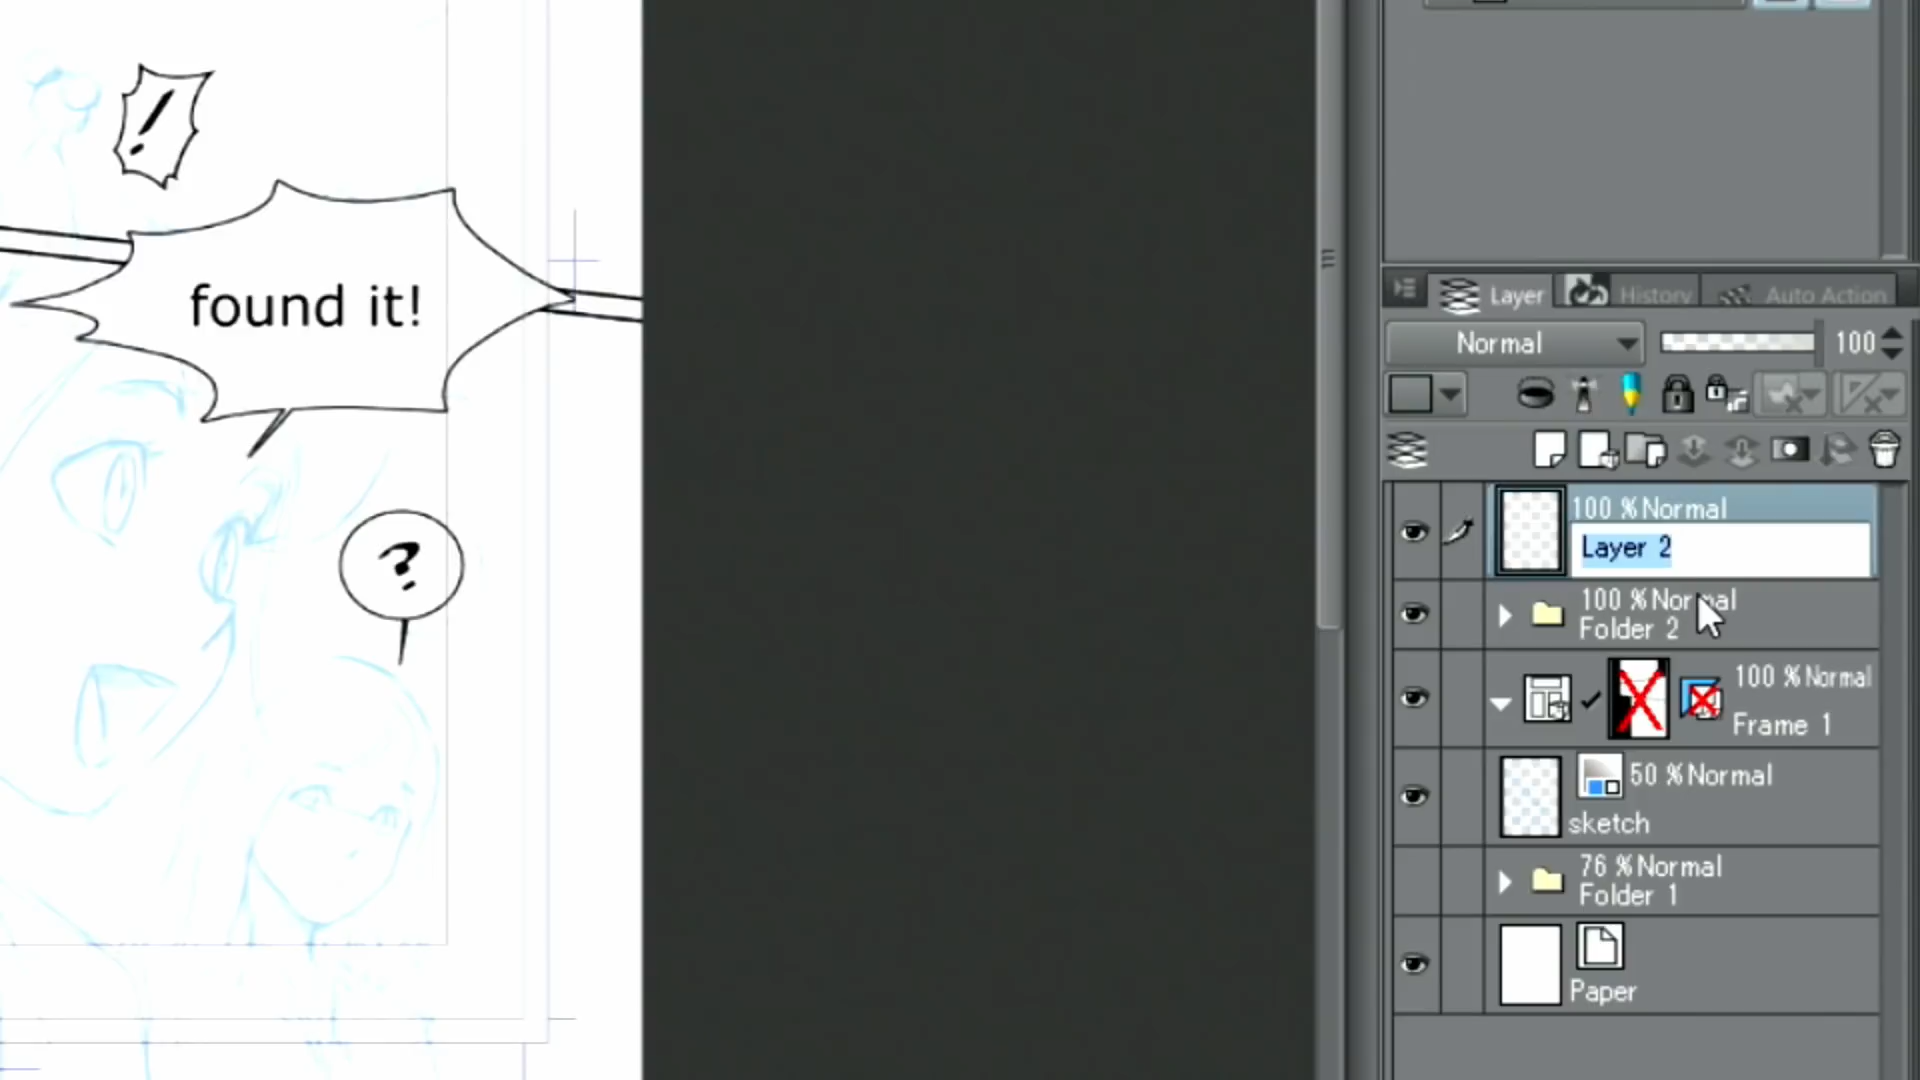 !
found it!
?
Layer
History
Auto Action
Normal
100
100 %Normal
Layer 2
100 %Normal
Folder 2
100 %Normal
Frame 1
50 %Normal
sketch
76 %Normal
Folder 1
Paper